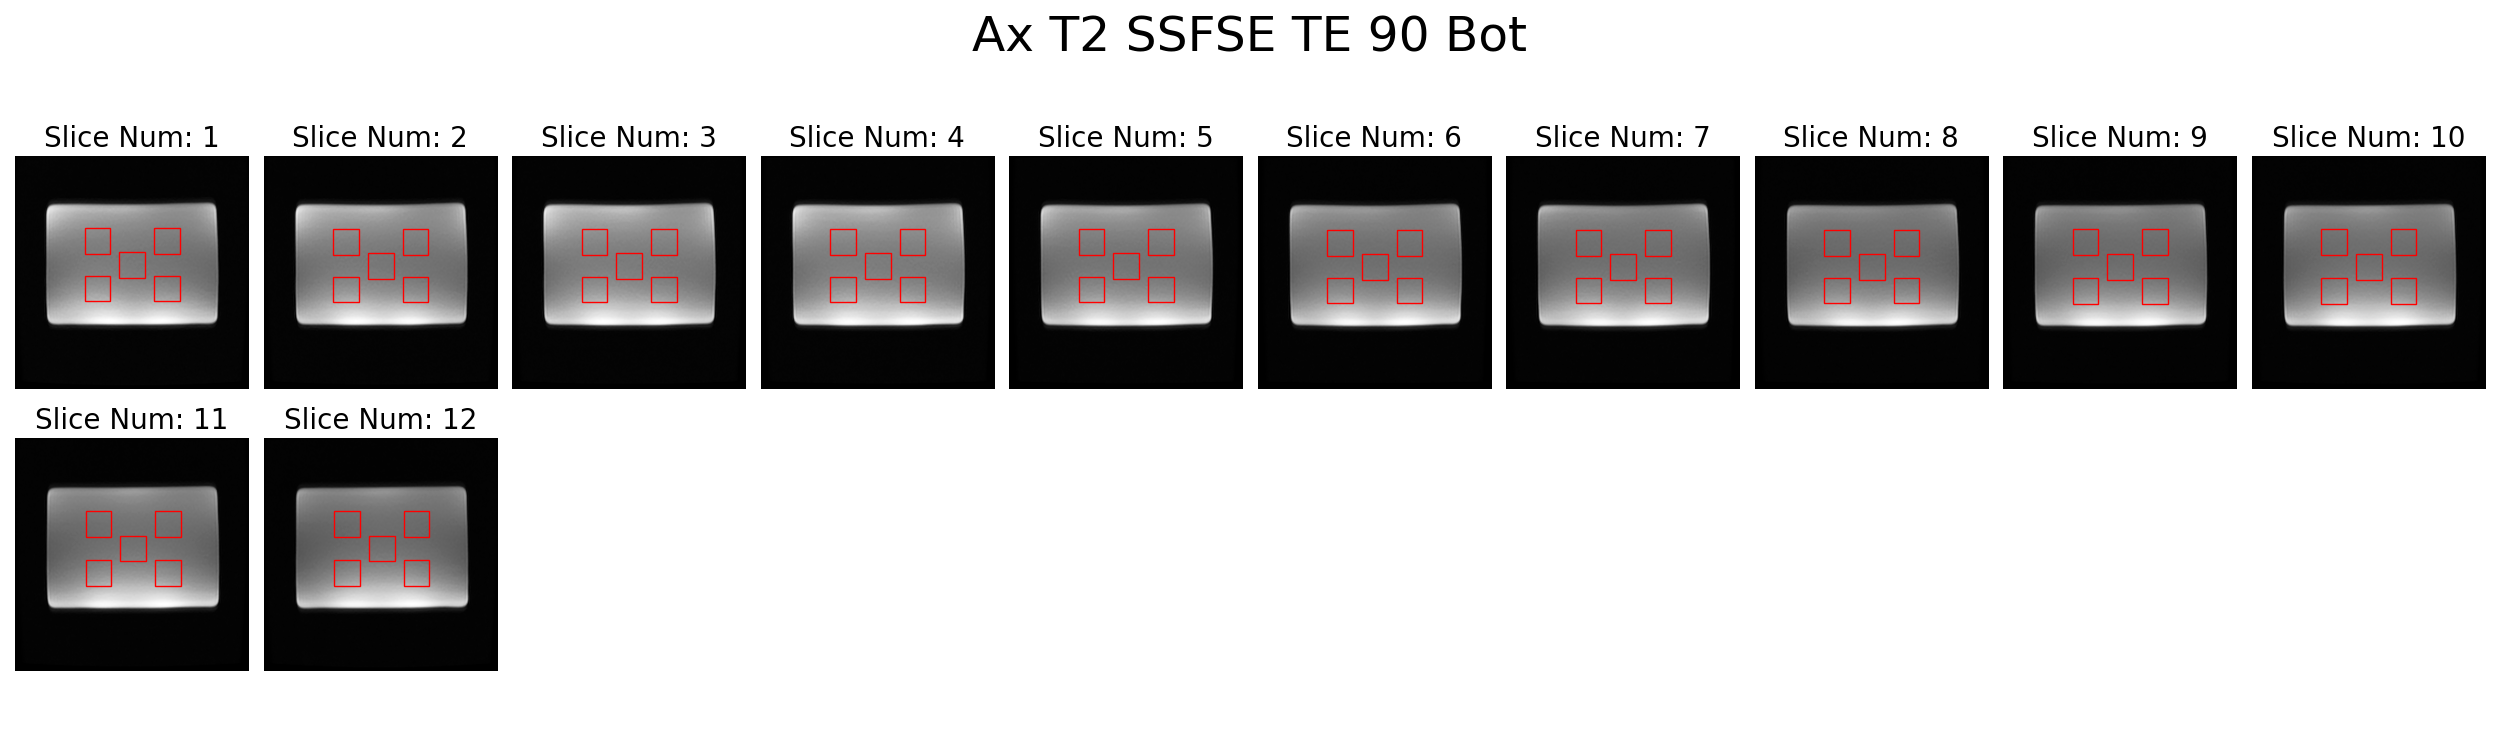 Ax T2 SSFSE TE 90 Bot
Slice Num: 1
Slice Num: 2
Slice Num: 3
Slice Num: 4
Slice Num: 5
Slice Num: 6
Slice Num: 7
Slice Num: 8
Slice Num: 9
Slice Num: 10
Slice Num: 11
Slice Num: 12